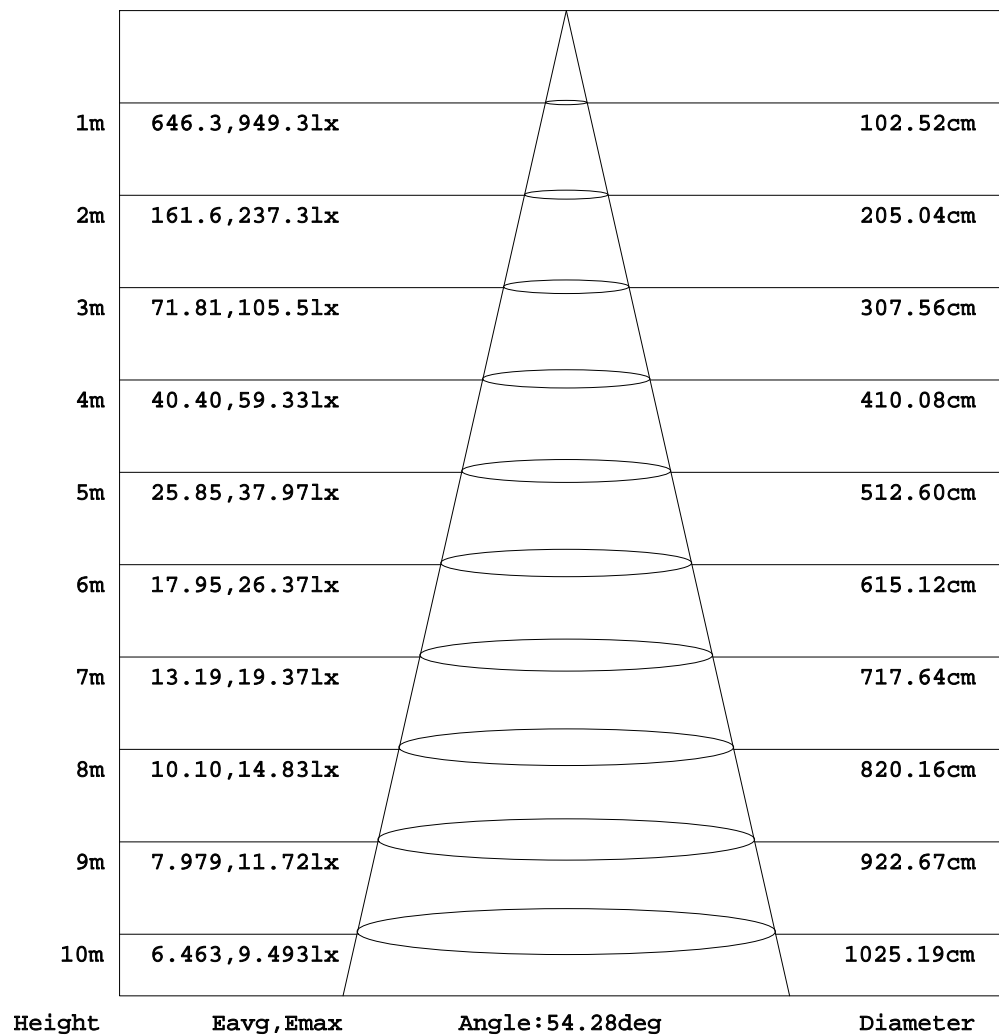 1m 646.3,949.3lx 102.52cm
2m 161.6,237.3lx 205.04cm
3m 71.81,105.5lx 307.56cm
4m 40.40,59.33lx 410.08cm
5m 25.85,37.97lx 512.60cm
6m 17.95,26.37lx 615.12cm
7m 13.19,19.37lx 717.64cm
8m 10.10,14.83lx 820.16cm
9m 7.979,11.72lx 922.67cm
10m 6.463,9.493lx 1025.19cm
Height Eavg,Emax Angle:54.28deg Diameter